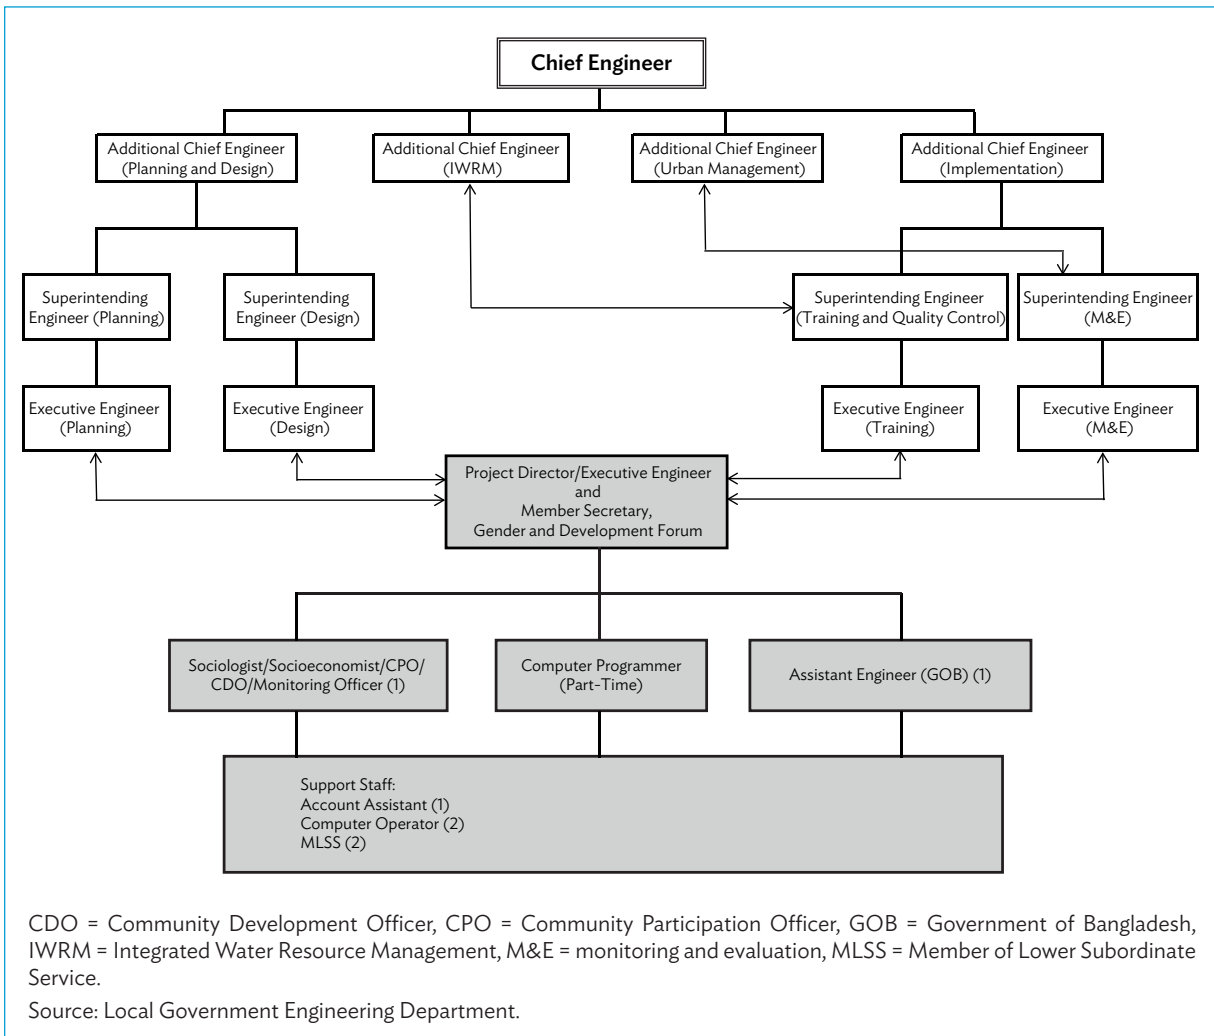 Chief Engineer
Additional Chief Engineer
(Planning and Design)
Additional Chief Engineer
(IWRM)
Additional Chief Engineer
(Urban Management)
Additional Chief Engineer
(Implementation)
Superintending
Engineer (Planning)
Superintending
Engineer (Design)
Superintending Engineer
(Training and Quality Control)
Superintending Engineer
(M&E)
Executive Engineer
(Planning)
Executive Engineer
(Design)
Executive Engineer
(Training)
Executive Engineer
(M&E)
Project Director/Executive Engineer
and
Member Secretary,
Gender and Development Forum
Sociologist/Socioeconomist/CPO/
CDO/Monitoring Officer (1)
Computer Programmer
(Part-Time)
Assistant Engineer (GOB) (1)
Support Staff:
Account Assistant (1)
Computer Operator (2)
MLSS (2)
CDO = Community Development Officer, CPO = Community Participation Officer, GOB = Government of Bangladesh,
IWRM = Integrated Water Resource Management, M&E = monitoring and evaluation, MLSS = Member of Lower Subordinate
Service.
Source: Local Government Engineering Department.